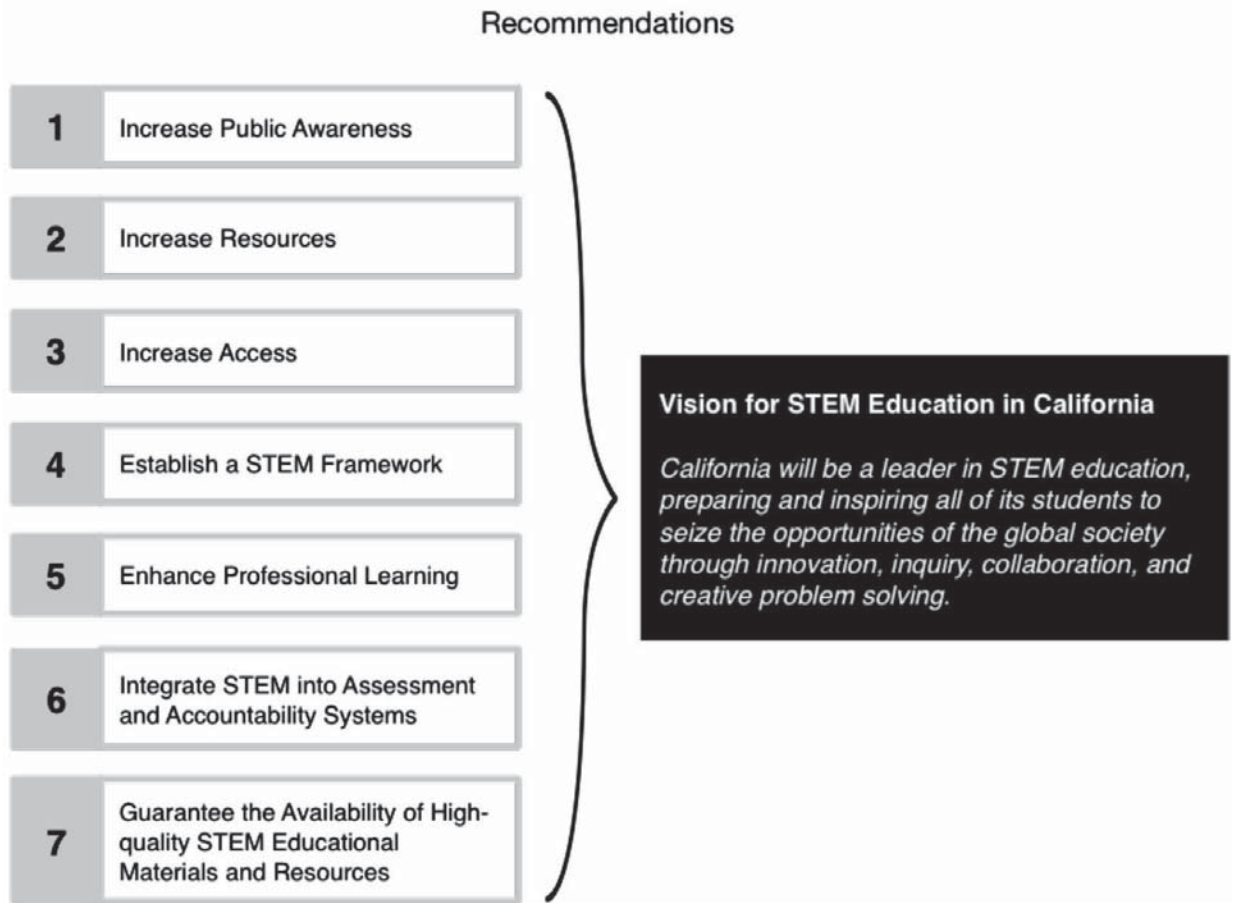 Recommendations
1
Increase Public Awareness
2
Increase Resources
3
Increase Access
4
Establish a STEM Framework
5
Enhance Professional Learning
6
Integrate STEM into Assessment
and Accountability Systems
7
Guarantee the Availability of High-
quality STEM Educational
Materials and Resources
Vision for STEM Education in California
California will be a leader in STEM education,
preparing and inspiring all of its students to
seize the opportunities of the global society
through innovation, inquiry, collaboration, and
creative problem solving.